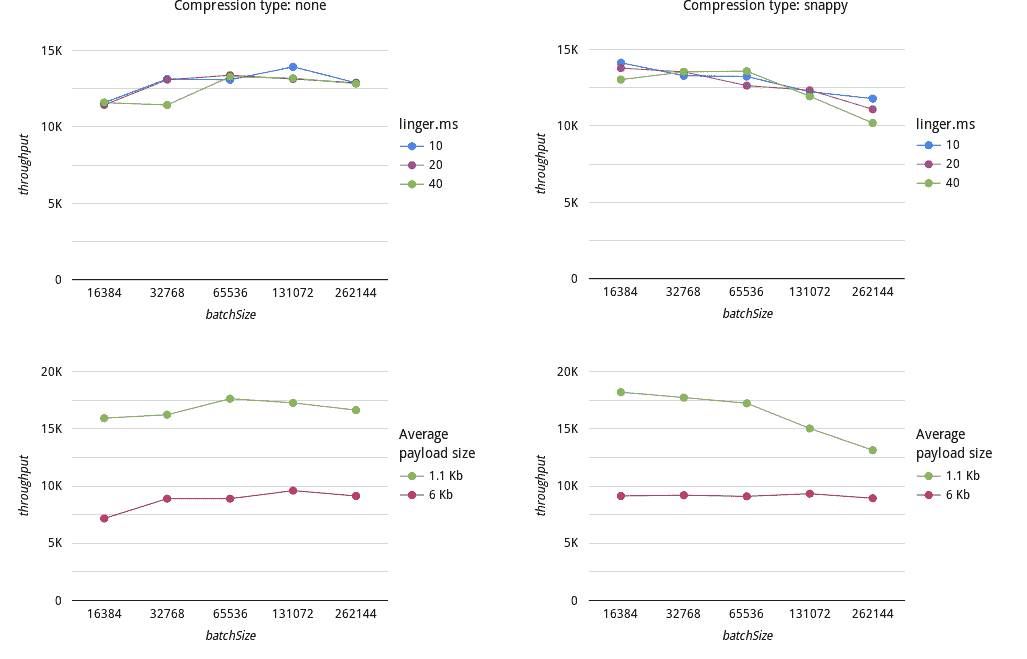 Compression type: none
15K
10K
5K
0
throughput
16384 32768 65536 131072 262144
batchSize
linger.ms
10
20
40
Compression type: snappy
15K
10K
5K
0
throughput
16384 32768 65536 131072 262144
batchSize
linger.ms
10
20
40
20K
15K
10K
5K
0
throughput
16384 32768 65536 131072 262144
batchSize
Average
payload size
1.1 Kb
6 Kb
20K
15K
10K
5K
0
throughput
16384 32768 65536 131072 262144
batchSize
Average
payload size
1.1 Kb
6 Kb